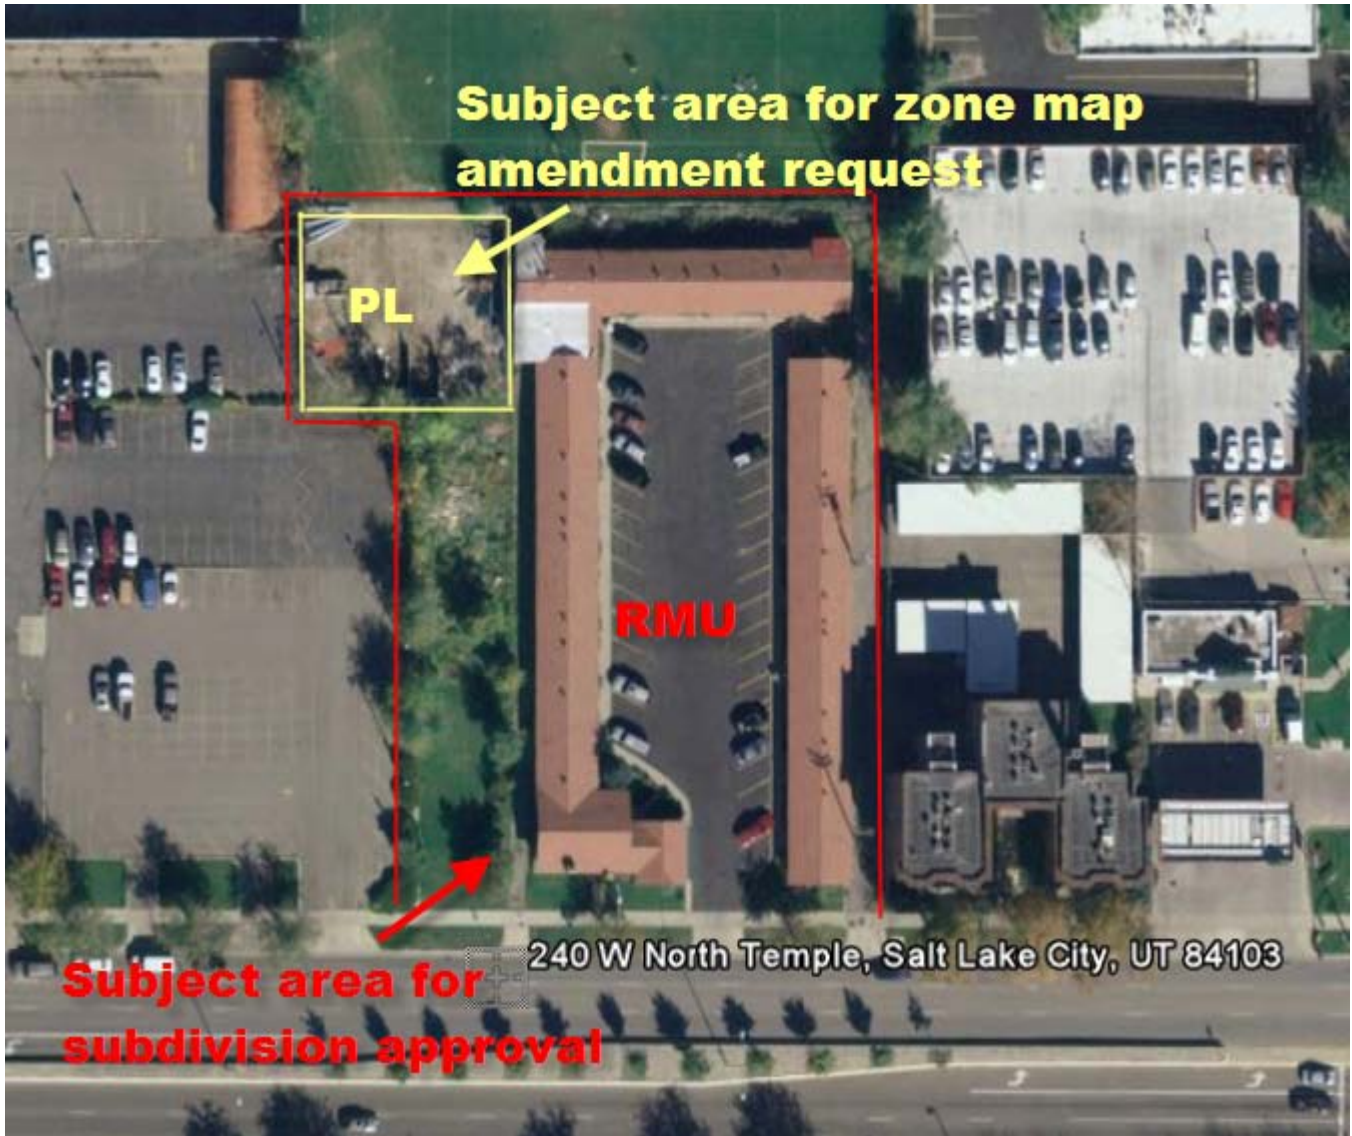 Subject area for zone map
amendment request
PL
RMU
240 W North Temple, Salt Lake City, UT 84103
Subject area for
subdivision approval